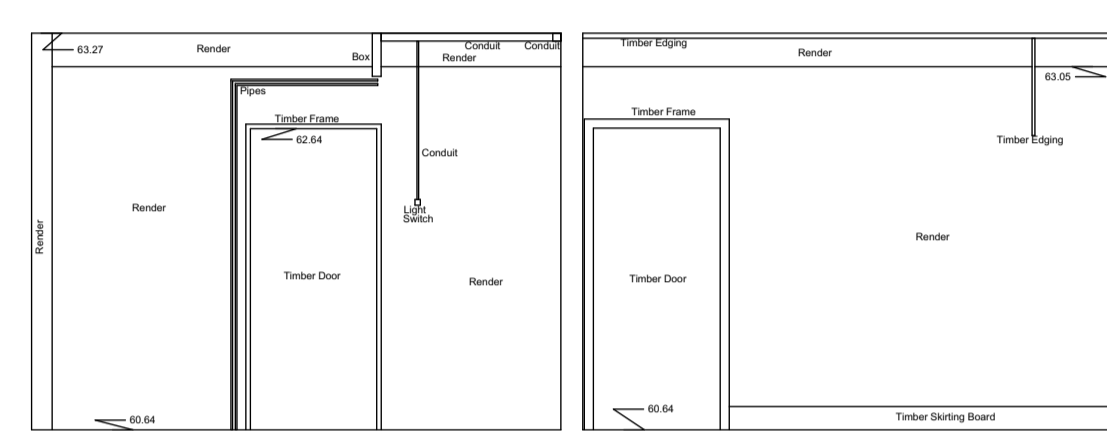 63.27
Render
Box
Conduit
Conduit
Render
Pipes
Timber Frame
62.64
Conduit
Render
Light
Switch
Render
Timber Door
Render
60.64
Timber Edging
Render
63.05
Timber Frame
Timber Edging
Render
Timber Door
60.64
Timber Skirting Board